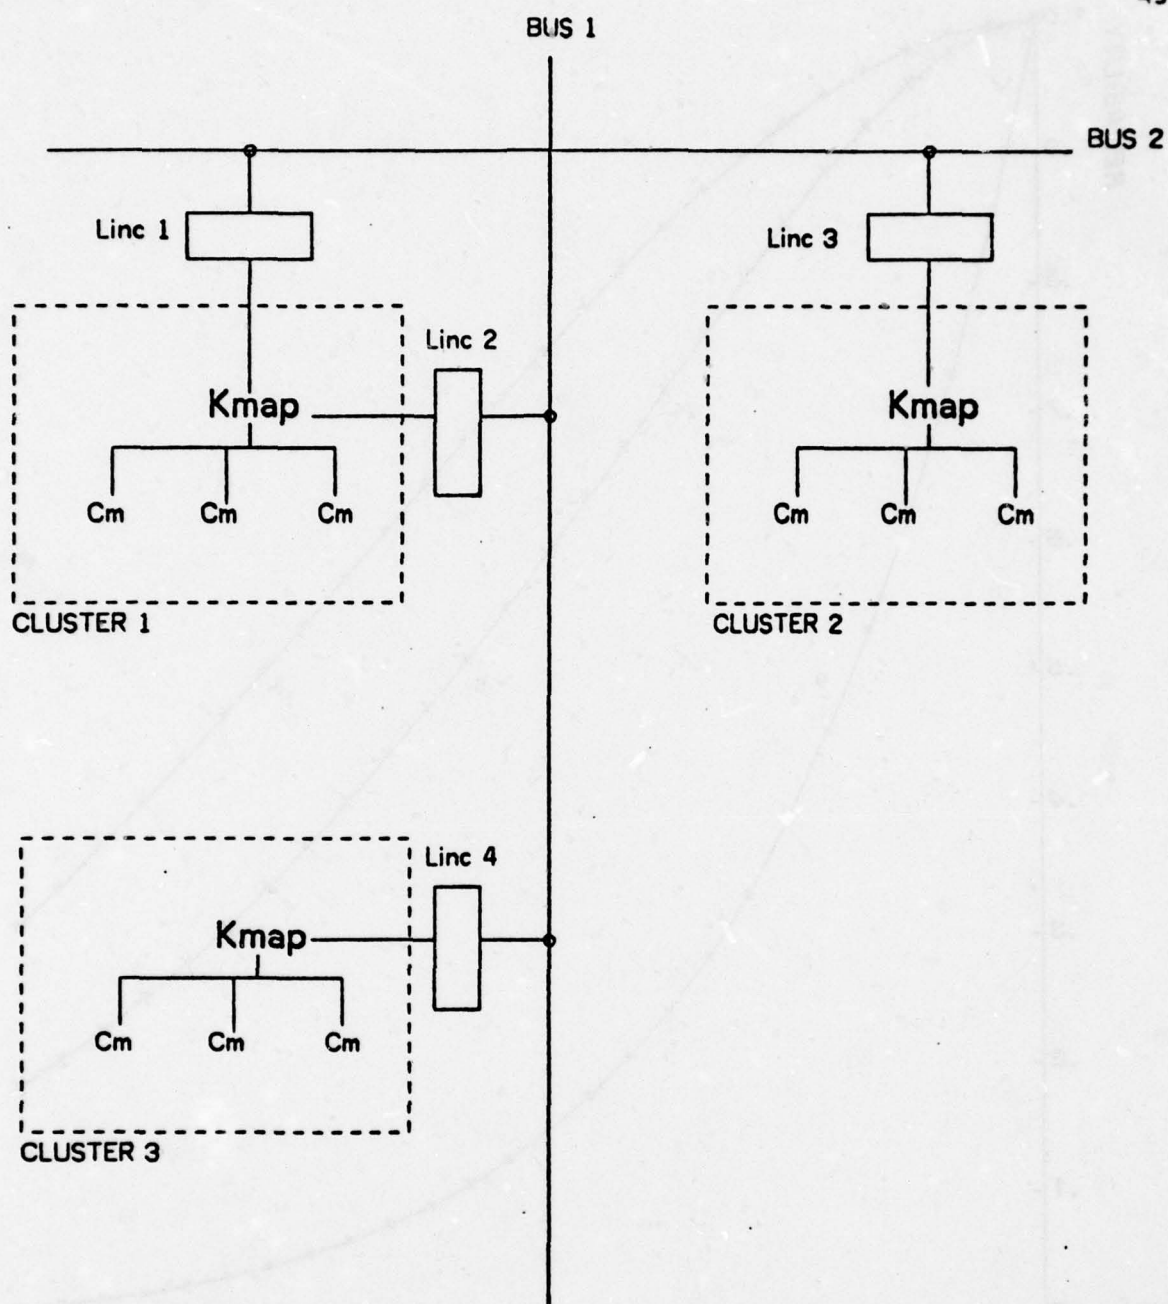 BUS 1
BUS 2
Linc 1
Linc 3
Linc 2
Kmap
Kmap
Cm Cm Cm
Cm Cm Cm
CLUSTER 1
CLUSTER 2
Linc 4
Kmap
Cm Cm Cm
CLUSTER 3